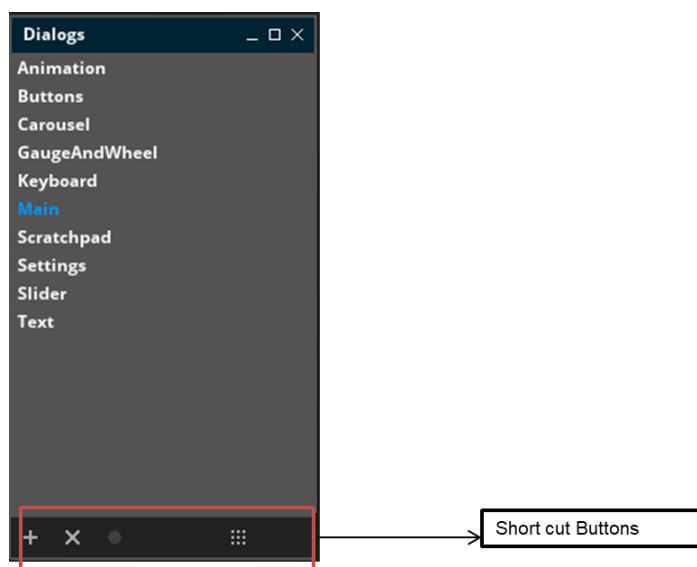 Dialogs
Animation
Buttons
Carousel
GaugeAndWheel
Keyboard
Main
Scratchpad
Settings
Slider
Text
Short cut Buttons